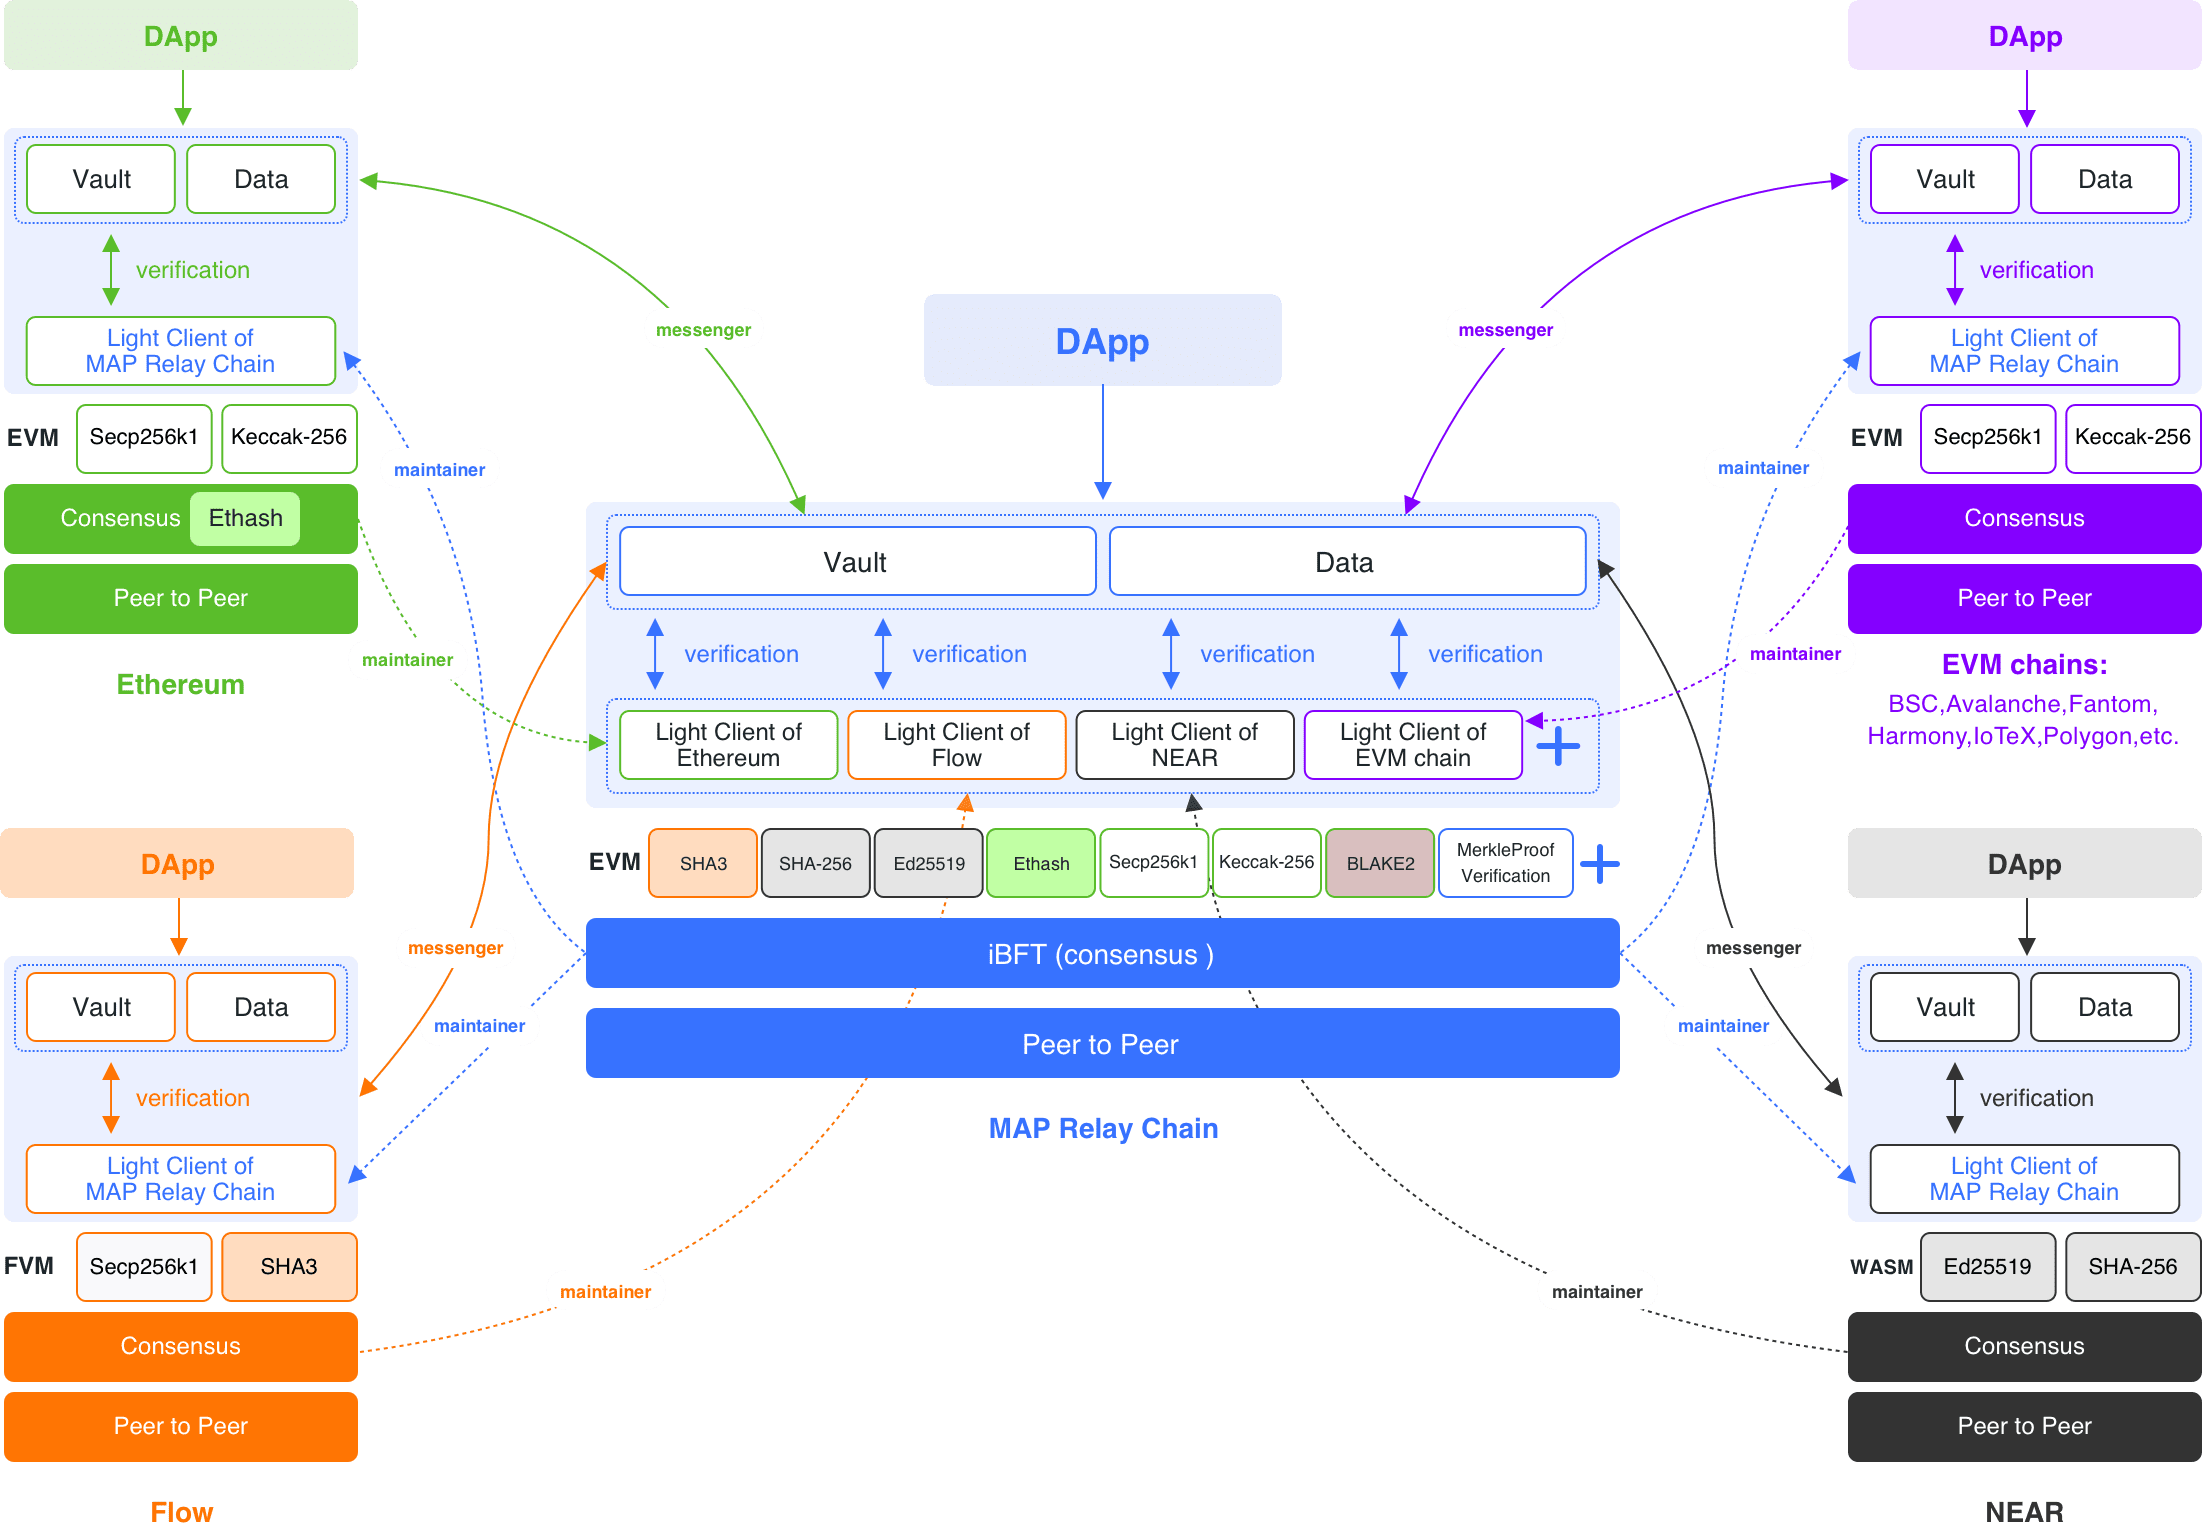 DApp
Vault
Data
verification
Light Client of
MAP Relay Chain
EVM
Secp256k1
Keccak-256
Consensus
Ethash
Peer to Peer
Ethereum
messenger
maintainer
maintainer
DApp
Vault
Data
verification
Light Client of
MAP Relay Chain
FVM
Secp256k1
SHA3
Consensus
Peer to Peer
Flow
messenger
maintainer
maintainer
DApp
Vault
Data
verification
verification
verification
verification
Light Client of
Ethereum
Light Client of
Flow
Light Client of
NEAR
Light Client of
EVM chain
EVM
SHA3
SHA-256
Ed25519
Ethash
Secp256k1
Keccak-256
BLAKE2
MerkleProof
Verification
iBFT (consensus )
Peer to Peer
MAP Relay Chain
messenger
maintainer
maintainer
DApp
Vault
Data
verification
Light Client of
MAP Relay Chain
EVM
Secp256k1
Keccak-256
Consensus
Peer to Peer
EVM chains:
BSC,Avalanche,Fantom,
Harmony,IoTeX,Polygon,etc.
messenger
maintainer
maintainer
DApp
Vault
Data
verification
Light Client of
MAP Relay Chain
WASM
Ed25519
SHA-256
Consensus
Peer to Peer
NEAR